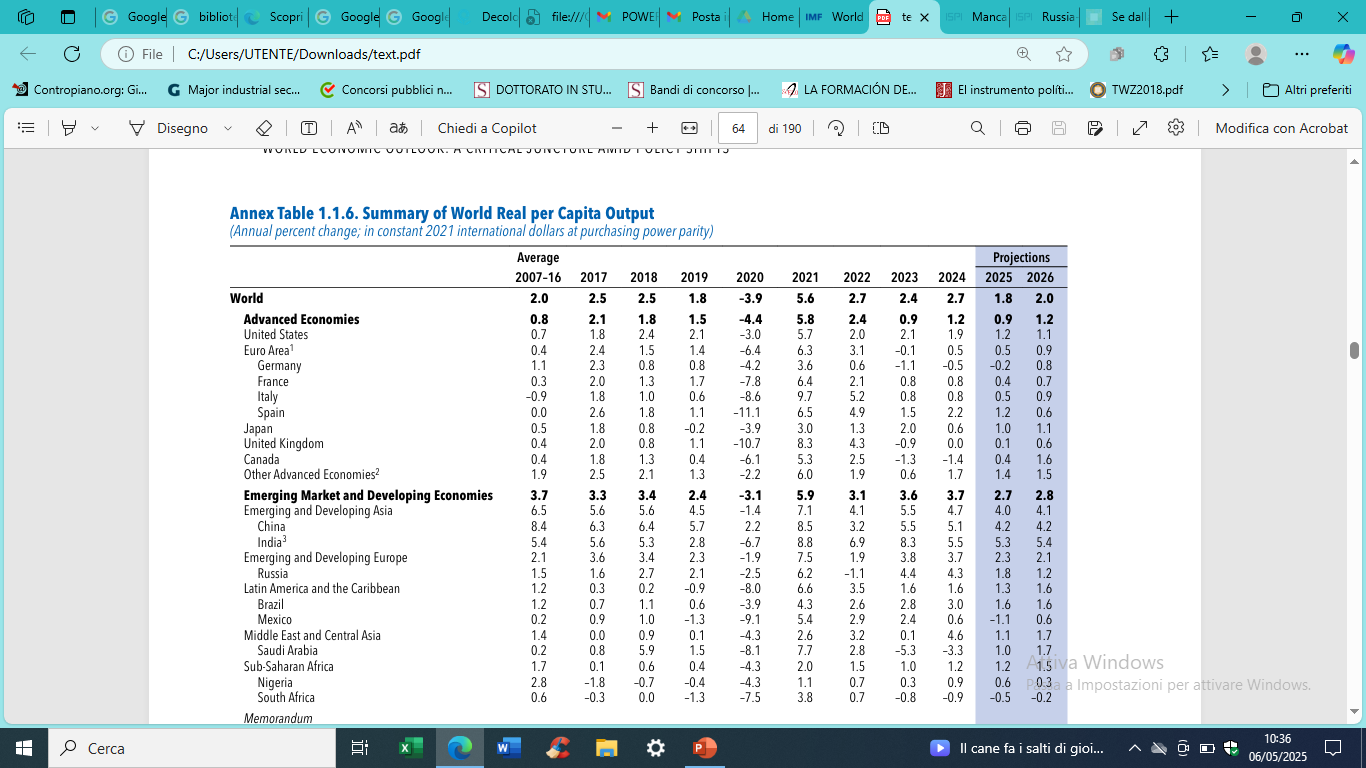 Google
bibliot
Scopri
Google
Googl
Decolc
file:///
POWEI
Posta i
Home
IMF World
PDF te
ISPI Manca
ISPI Russia
Se dall
File C:/Users/UTENTE/Downloads/text.pdf
Contropiano.org: Gi...
Major industrial sec...
Concorsi pubblici n...
S DOTTORATO IN STU...
S Bandi di concorso |...
LA FORMACIÓN DE...
El instrumento políti...
TWZ2018.pdf
Altri preferiti
Disegno
aあ
Chiedi a Copilot
64 di 190
Modifica con Acrobat
WORLD ECONOMIC OUTLOOK: A CRITICAL JUNCTURE AMID POLICY SHIFTS
Annex Table 1.1.6. Summary of World Real per Capita Output
(Annual percent change; in constant 2021 international dollars at purchasing power parity)
Average Projections
2007–16 2017 2018 2019 2020 2021 2022 2023 2024 2025 2026
World 2.0 2.5 2.5 1.8 –3.9 5.6 2.7 2.4 2.7 1.8 2.0
Advanced Economies 0.8 2.1 1.8 1.5 –4.4 5.8 2.4 0.9 1.2 0.9 1.2
United States 0.7 1.8 2.4 2.1 –3.0 5.7 2.0 2.1 1.9 1.2 1.1
Euro Area¹ 0.4 2.4 1.5 1.4 –6.4 6.3 3.1 –0.1 0.5 0.5 0.9
Germany 1.1 2.3 0.8 0.8 –4.2 3.6 0.6 –1.1 –0.5 –0.2 0.8
France 0.3 2.0 1.3 1.7 –7.8 6.4 2.1 0.8 0.8 0.4 0.7
Italy –0.9 1.8 1.0 0.6 –8.6 9.7 5.2 0.8 0.8 0.5 0.9
Spain 0.0 2.6 1.8 1.1 –11.1 6.5 4.9 1.5 2.2 1.2 0.6
Japan 0.5 1.8 0.8 –0.2 –3.9 3.0 1.3 2.0 0.6 1.0 1.1
United Kingdom 0.4 2.0 0.8 1.1 –10.7 8.3 4.3 –0.9 0.0 0.1 0.6
Canada 0.4 1.8 1.3 0.4 –6.1 5.3 2.5 –1.3 –1.4 0.4 1.6
Other Advanced Economies² 1.9 2.5 2.1 1.3 –2.2 6.0 1.9 0.6 1.7 1.4 1.5
Emerging Market and Developing Economies 3.7 3.3 3.4 2.4 –3.1 5.9 3.1 3.6 3.7 2.7 2.8
Emerging and Developing Asia 6.5 5.6 5.6 4.5 –1.4 7.1 4.1 5.5 4.7 4.0 4.1
China 8.4 6.3 6.4 5.7 2.2 8.5 3.2 5.5 5.1 4.2 4.2
India³ 5.4 5.6 5.3 2.8 –6.7 8.8 6.9 8.3 5.5 5.3 5.4
Emerging and Developing Europe 2.1 3.6 3.4 2.3 –1.9 7.5 1.9 3.8 3.7 2.3 2.1
Russia 1.5 1.6 2.7 2.1 –2.5 6.2 –1.1 4.4 4.3 1.8 1.2
Latin America and the Caribbean 1.2 0.3 0.2 –0.9 –8.0 6.6 3.5 1.6 1.6 1.3 1.6
Brazil 1.2 0.7 1.1 0.6 –3.9 4.3 2.6 2.8 3.0 1.6 1.6
Mexico 0.2 0.9 1.0 –1.3 –9.1 5.4 2.9 2.4 0.6 –1.1 0.6
Middle East and Central Asia 1.4 0.0 0.9 0.1 –4.3 2.6 3.2 0.1 4.6 1.1 1.7
Saudi Arabia 0.2 0.8 5.9 1.5 –8.1 7.7 2.8 –5.3 –3.3 1.0 1.7
Sub-Saharan Africa 1.7 0.1 0.6 0.4 –4.3 2.0 1.5 1.0 1.2 1.2 1.5
Nigeria 2.8 –1.8 –0.7 –0.4 –4.3 1.1 0.7 0.3 0.9 0.6 0.3
South Africa 0.6 –0.3 0.0 –1.3 –7.5 3.8 0.7 –0.8 –0.9 –0.5 –0.2
Memorandum
Attiva Windows
Passa a Impostazioni per attivare Windows.
Cerca
Il cane fa i salti di gioi...
10:36
06/05/2025